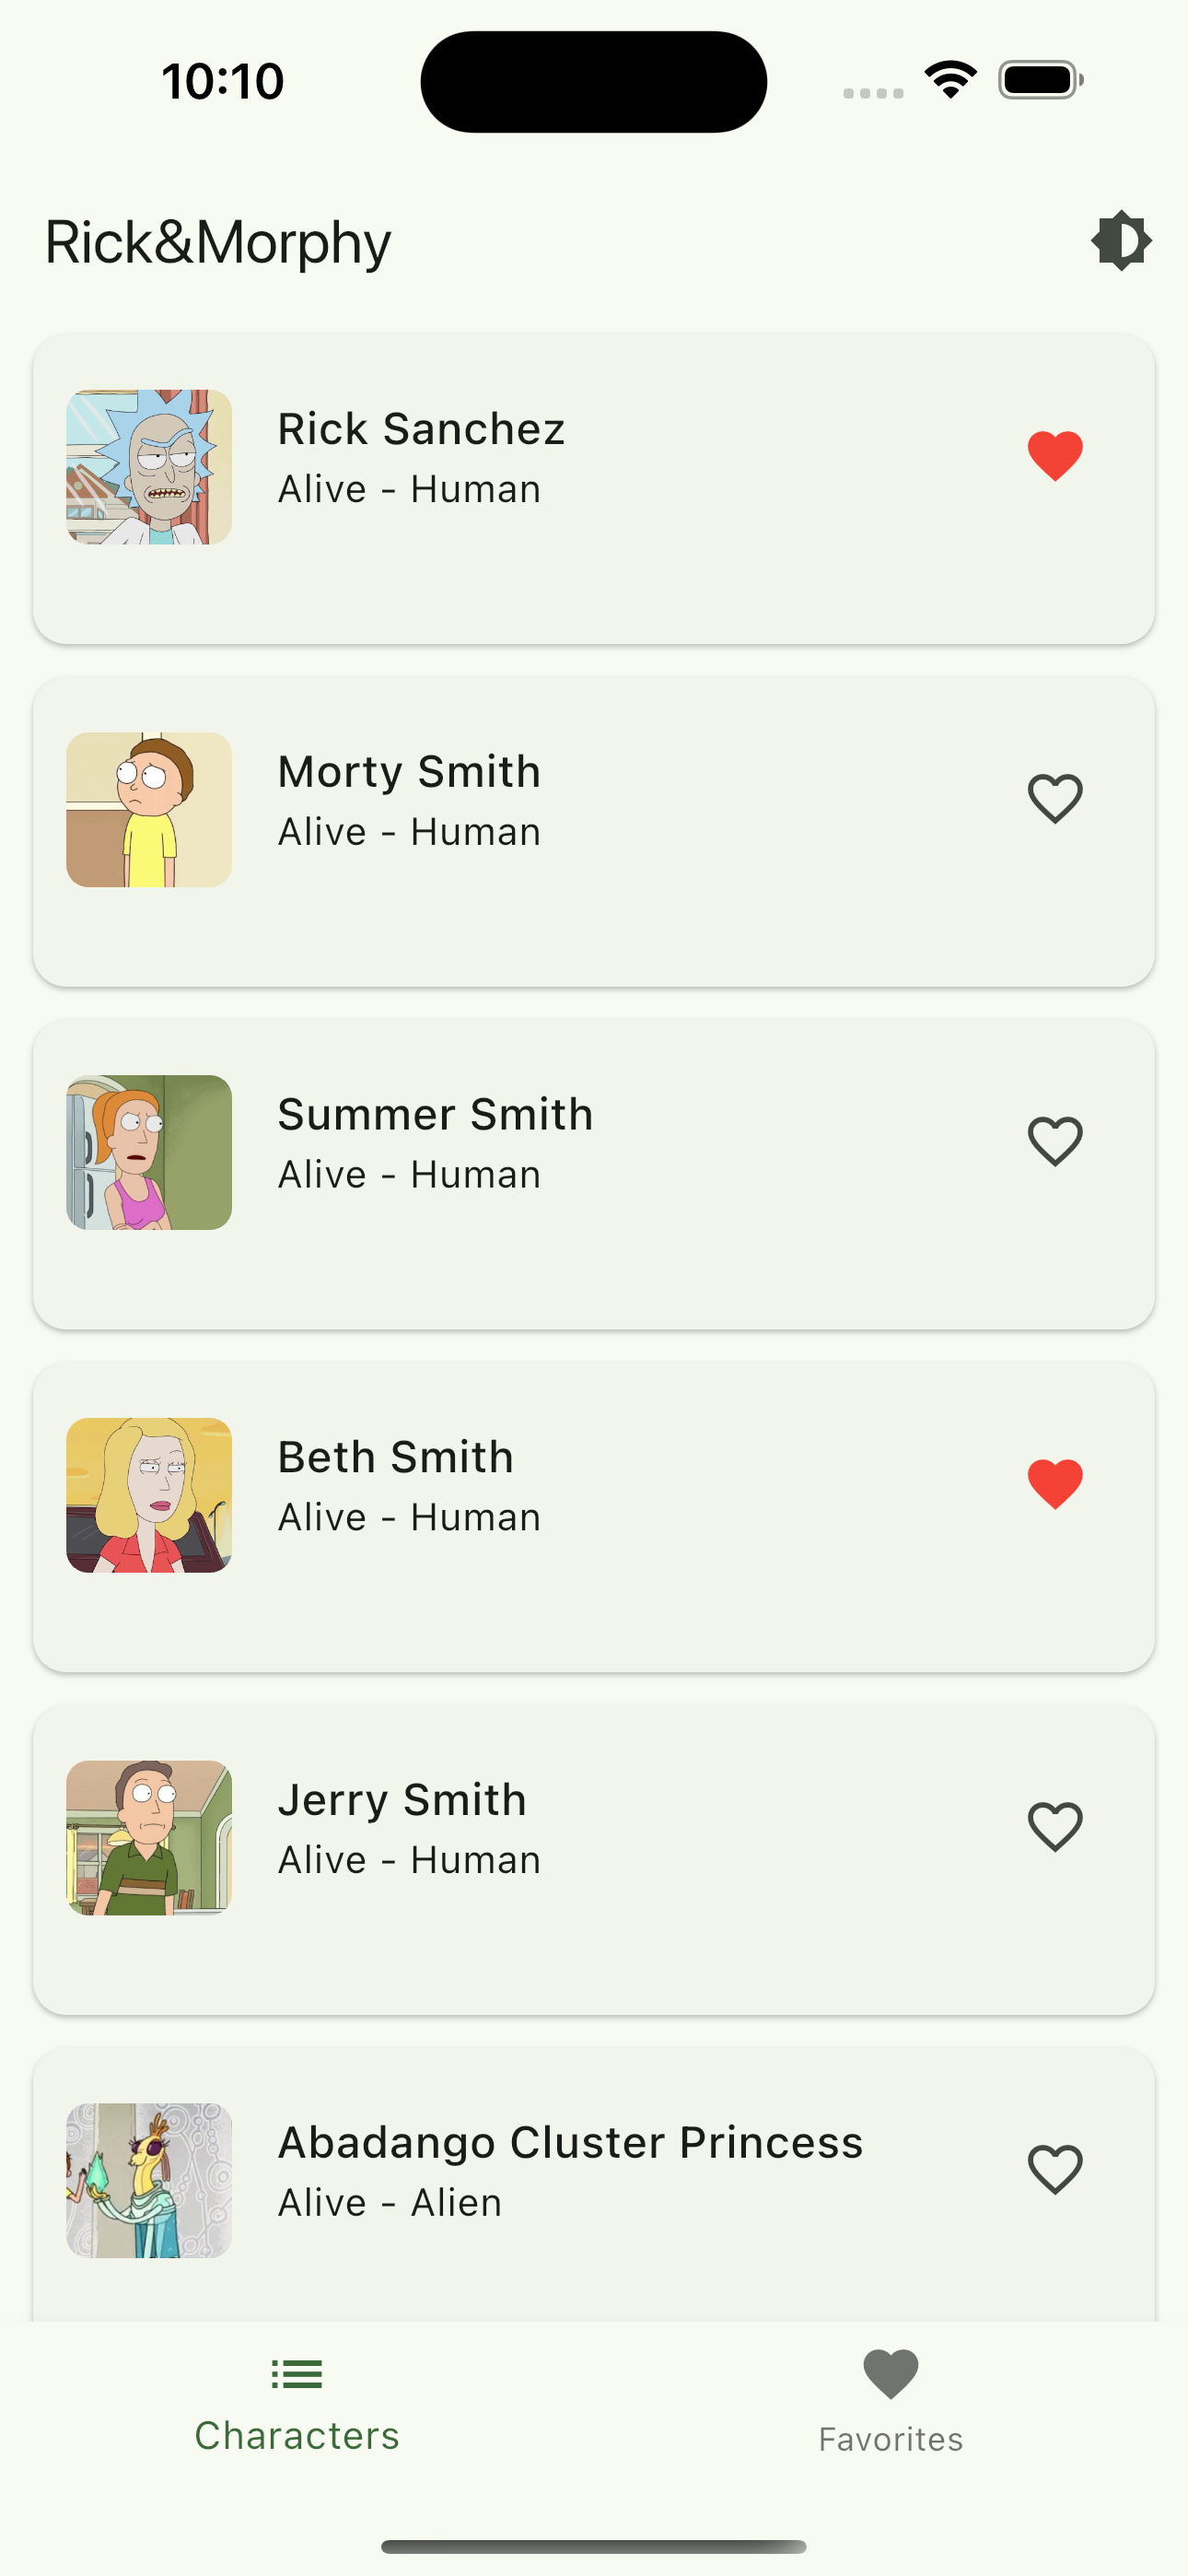 10:10
Rick&Morphy
Rick Sanchez
Alive - Human
Morty Smith
Alive - Human
Summer Smith
Alive - Human
Beth Smith
Alive - Human
Jerry Smith
Alive - Human
Abadango Cluster Princess
Alive - Alien
Characters
Favorites